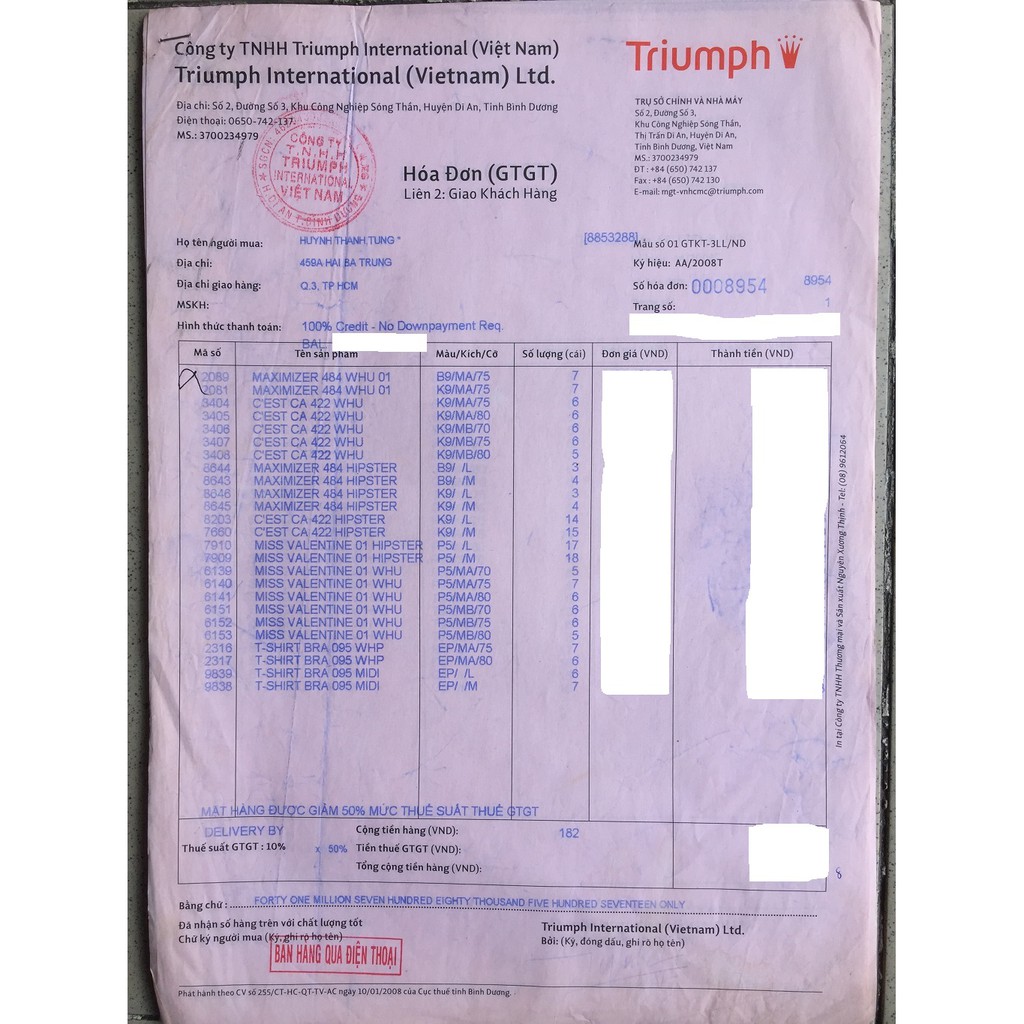 Công ty TNHH Triumph International (Việt Nam)
Triumph International (Vietnam) Ltd.
Địa chỉ: Số 2, Đường Số 3, Khu Công Nghiệp Sóng Thần, Huyện Dĩ An, Tỉnh Bình Dương
Điện thoại: 0650-742-137.
MS.: 3700234979
Triumph
TRỤ SỞ CHÍNH VÀ NHÀ MÁY
Số 2, Đường Số 3,
Khu Công Nghiệp Sóng Thần,
Thị Trấn Dĩ An, Huyện Dĩ An,
Tỉnh Bình Dương, Việt Nam
MS.: 3700234979
ĐT : +84 (650) 742 137
Fax : +84 (650) 742 130
E-mail: mgt-vnhcmc@triumph.com
CÔNG TY
T.N.H.H
TRIUMPH
INTERNATIONAL
VIỆT NAM
Hóa Đơn (GTGT)
Liên 2: Giao Khách Hàng
Họ tên người mua: HUYNH THANH TUNG *
[8853288] Mẫu số 01 GTKT-3LL/ND
Địa chỉ: 459A HAI BA TRUNG
Ký hiệu: AA/2008T
Địa chỉ giao hàng: Q.3, TP HCM
Số hóa đơn: 0008954 8954
MSKH:
Trang số: 1
Hình thức thanh toán: 100% Credit - No Downpayment Req.
BAL
Mã số Tên sản phẩm Màu/Kích/Cỡ Số lượng (cái) Đơn giá (VND) Thành tiền (VND)
2089 MAXIMIZER 484 WHU 01 B9/MA/75 7
2081 MAXIMIZER 484 WHU 01 K9/MA/75 7
3404 C'EST CA 422 WHU K9/MA/75 6
3405 C'EST CA 422 WHU K9/MA/80 6
3406 C'EST CA 422 WHU K9/MB/70 6
3407 C'EST CA 422 WHU K9/MB/75 6
3408 C'EST CA 422 WHU K9/MB/80 5
8644 MAXIMIZER 484 HIPSTER B9/ /L 3
8643 MAXIMIZER 484 HIPSTER B9/ /M 4
8646 MAXIMIZER 484 HIPSTER K9/ /L 3
8645 MAXIMIZER 484 HIPSTER K9/ /M 4
8203 C'EST CA 422 HIPSTER K9/ /L 14
7660 C'EST CA 422 HIPSTER K9/ /M 15
7910 MISS VALENTINE 01 HIPSTER P5/ /L 17
7909 MISS VALENTINE 01 HIPSTER P5/ /M 18
6139 MISS VALENTINE 01 WHU P5/MA/70 5
6140 MISS VALENTINE 01 WHU P5/MA/75 7
6141 MISS VALENTINE 01 WHU P5/MA/80 6
6151 MISS VALENTINE 01 WHU P5/MB/70 6
6152 MISS VALENTINE 01 WHU P5/MB/75 6
6153 MISS VALENTINE 01 WHU P5/MB/80 5
2316 T-SHIRT BRA 095 WHP EP/MA/75 7
2317 T-SHIRT BRA 095 WHP EP/MA/80 6
9839 T-SHIRT BRA 095 MIDI EP/ /L 6
9838 T-SHIRT BRA 095 MIDI EP/ /M 7
MẶT HÀNG ĐƯỢC GIẢM 50% MỨC THUẾ SUẤT THUẾ GTGT
DELIVERY BY Cộng tiền hàng (VND): 182
Thuế suất GTGT : 10% x 50% Tiền thuế GTGT (VND):
Tổng cộng tiền hàng (VND): 8
Bằng chữ : FORTY ONE MILLION SEVEN HUNDRED EIGHTY THOUSAND FIVE HUNDRED SEVENTEEN ONLY
Đã nhận số hàng trên với chất lượng tốt
Chữ ký người mua (Ký, ghi rõ họ tên)
BÁN HÀNG QUA ĐIỆN THOẠI
Triumph International (Vietnam) Ltd.
Bởi: (Ký, đóng dấu, ghi rõ họ tên)
Phát hành theo CV số 255/CT-HC-QT-TV-AC ngày 10/01/2008 của Cục thuế tỉnh Bình Dương.
In tại Công ty TNHH Thương mại và Sản xuất Nguyễn Xương Thịnh - Tel: (08) 9612064